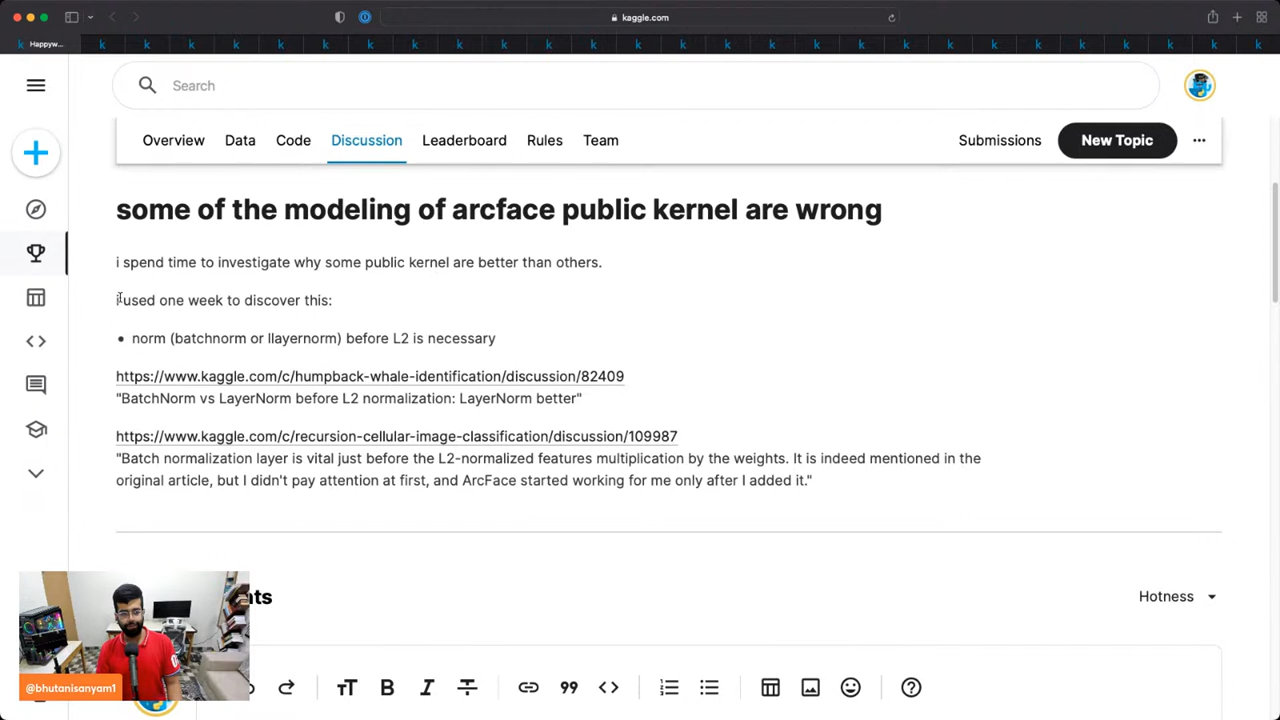 kaggle.com
Happyw...
Search
Overview Data Code Discussion Leaderboard Rules Team Submissions New Topic
some of the modeling of arcface public kernel are wrong
i spend time to investigate why some public kernel are better than others.
i used one week to discover this:
norm (batchnorm or llayernorm) before L2 is necessary
https://www.kaggle.com/c/humpback-whale-identification/discussion/82409
"BatchNorm vs LayerNorm before L2 normalization: LayerNorm better"
https://www.kaggle.com/c/recursion-cellular-image-classification/discussion/109987
"Batch normalization layer is vital just before the L2-normalized features multiplication by the weights. It is indeed mentioned in the
original article, but I didn't pay attention at first, and ArcFace started working for me only after I added it."
nts
Hotness
@bhutanisanyam1